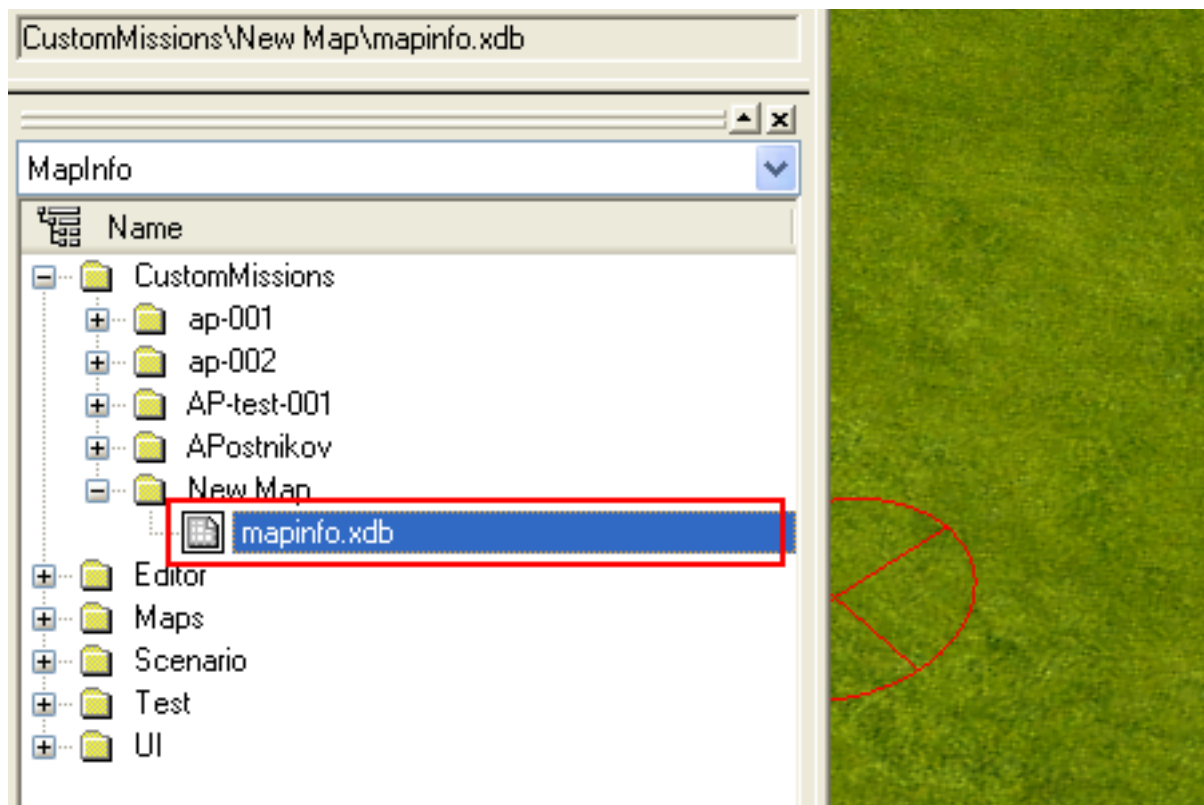 CustomMissions\New Map\mapinfo.xdb
MapInfo
Name
CustomMissions
ap-001
ap-002
AP-test-001
APostnikov
New Map
mapinfo.xdb
Editor
Maps
Scenario
Test
UI